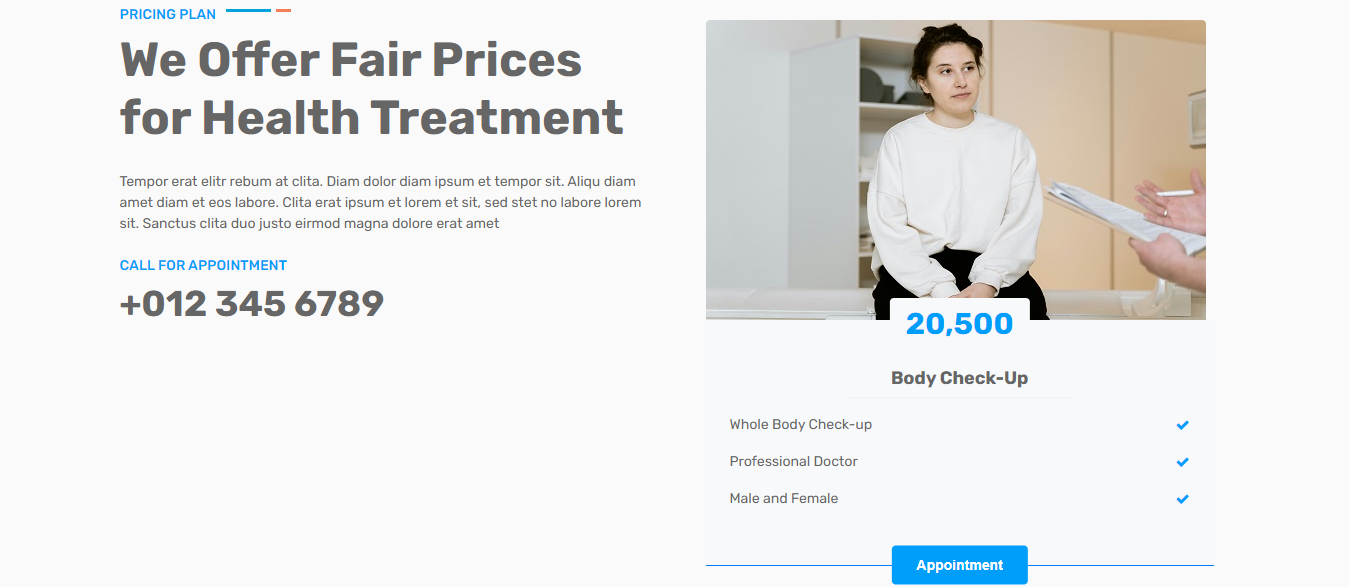 PRICING PLAN
We Offer Fair Prices
for Health Treatment
Tempor erat elitr rebum at clita. Diam dolor diam ipsum et tempor sit. Aliqu diam
amet diam et eos labore. Clita erat ipsum et lorem et sit, sed stet no labore lorem
sit. Sanctus clita duo justo eirmod magna dolore erat amet
CALL FOR APPOINTMENT
+012 345 6789
20,500
Body Check-Up
Whole Body Check-up
Professional Doctor
Male and Female
Appointment